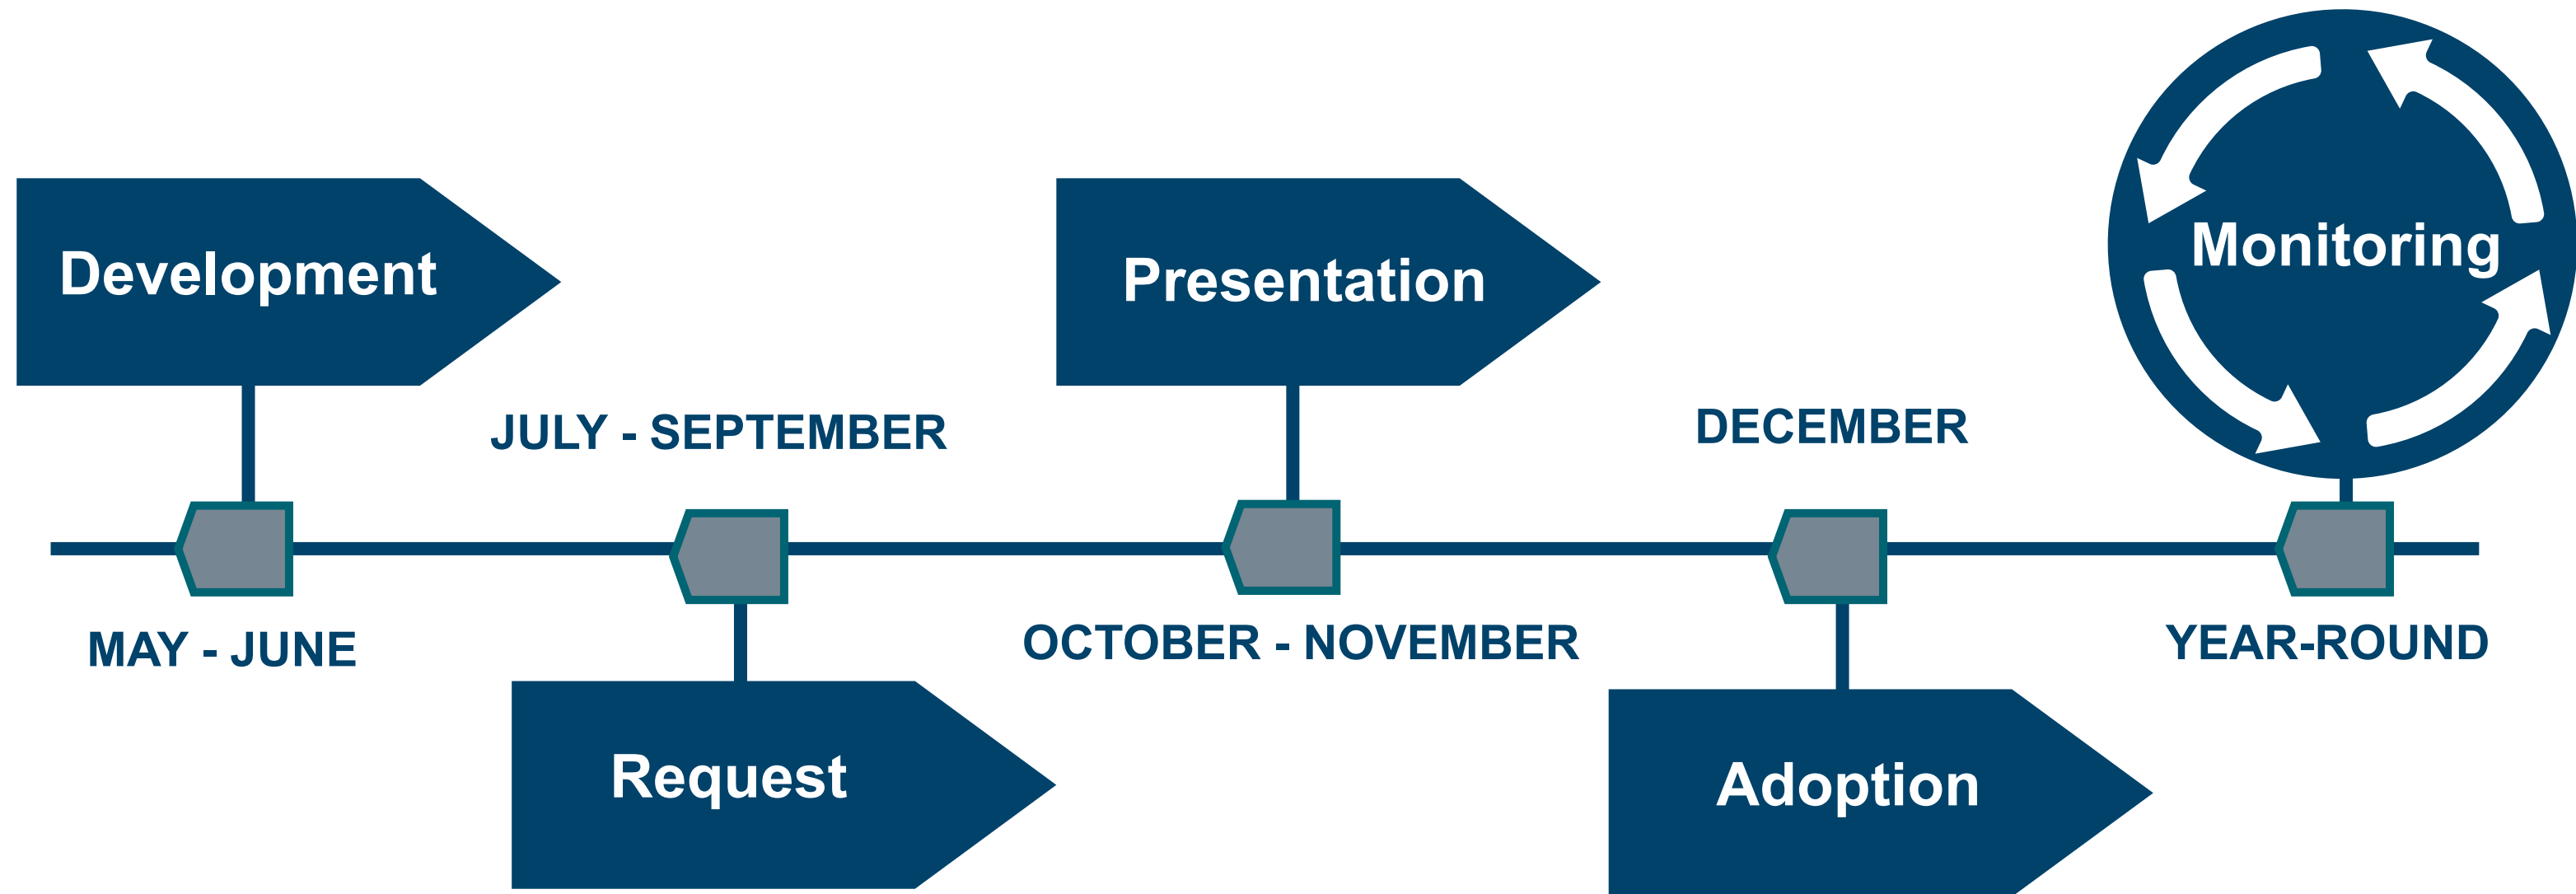 Development
MAY - JUNE
JULY - SEPTEMBER
Request
Presentation
OCTOBER - NOVEMBER
DECEMBER
Adoption
Monitoring
YEAR-ROUND